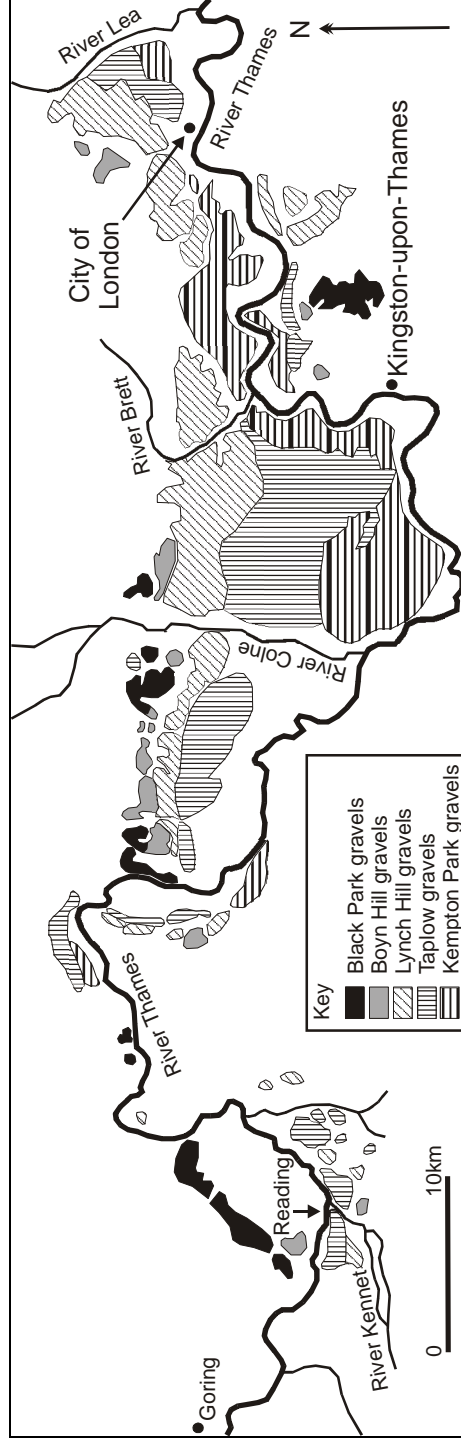 Goring
Reading
River Kennet
River Thames
River Colne
River Brett
City of
London
River Lea
River Thames
N
Kingston-upon-Thames
Key
Black Park gravels
Boyn Hill gravels
Lynch Hill gravels
Taplow gravels
Kempton Park gravels
0
10km